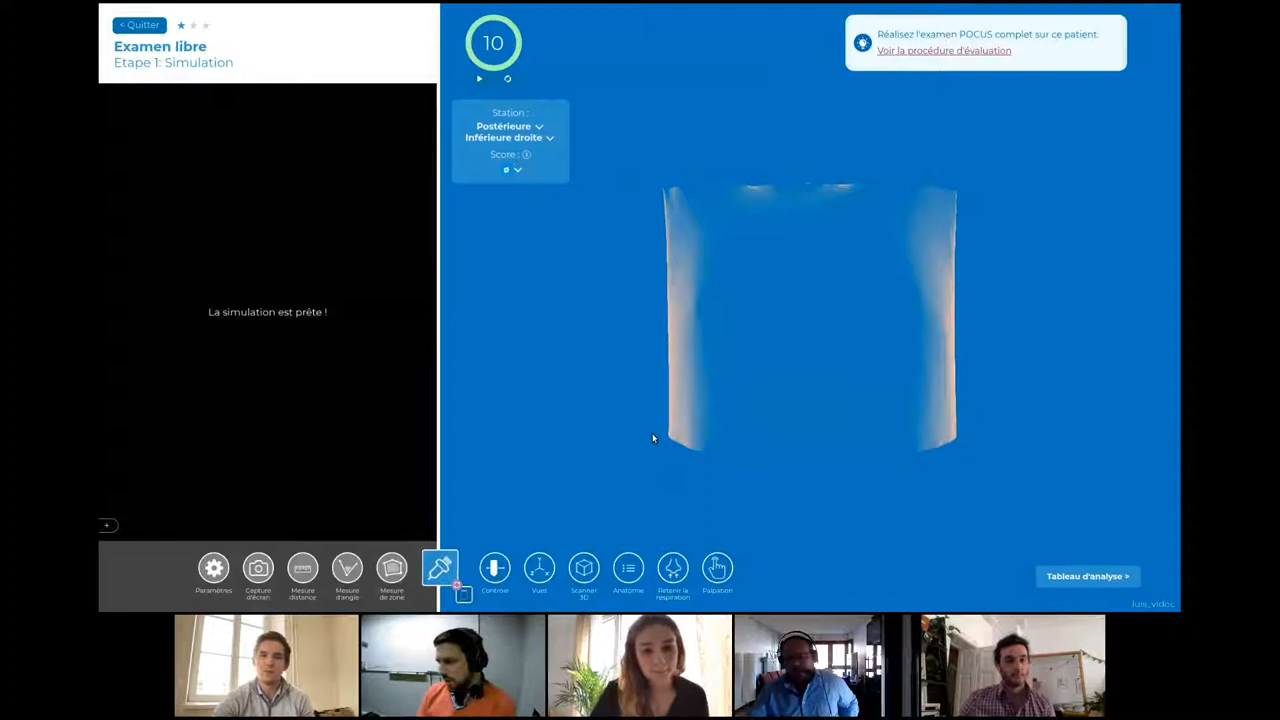 < Quitter
Examen libre
Etape 1: Simulation
La simulation est prête !
+
10
Station :
Postérieure
Inférieure droite
Score :
Réalisez l'examen POCUS complet sur ce patient.
Voir la procédure d'évaluation
Paramètres
Capture
d'écran
Mesure
distance
Mesure
d'angle
Mesure
de zone
Contrôle
Vues
Scanner
3D
Anatomie
Retenir la
respiration
Palpation
Tableau d'analyse >
luis_vidoc